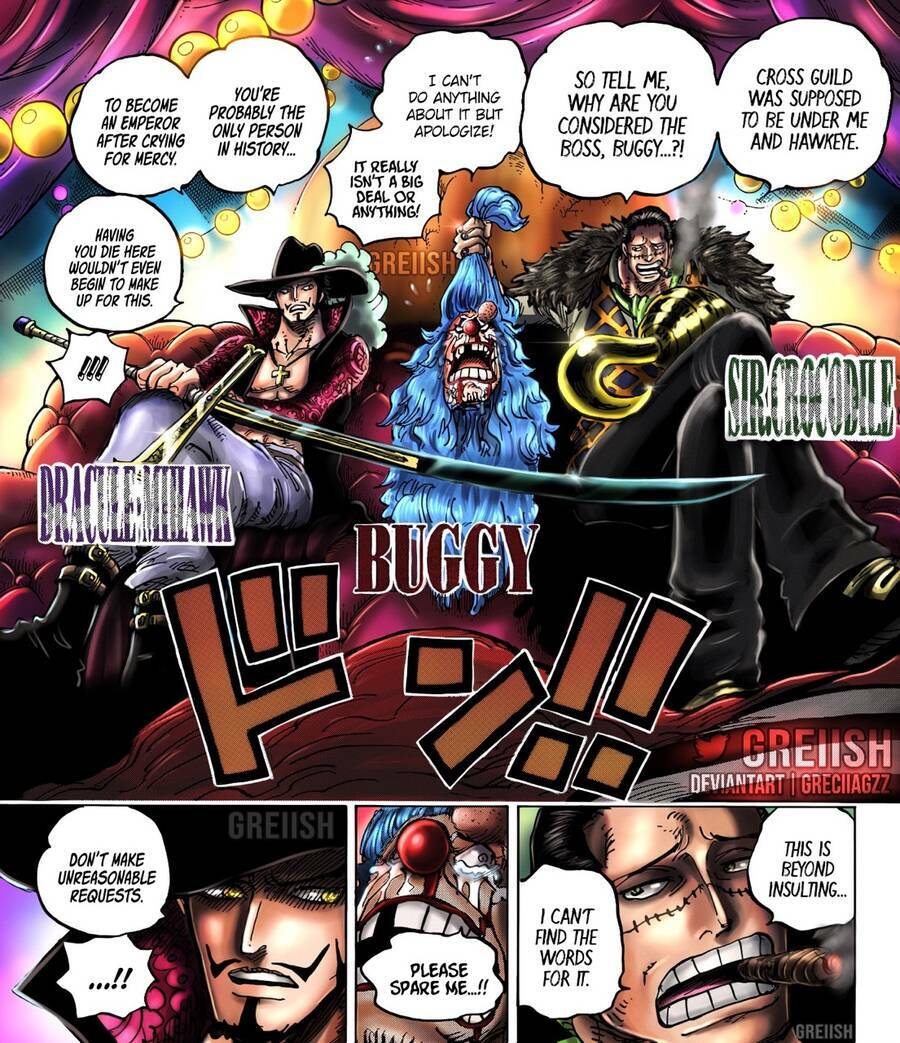 CROSS GUILD
WAS SUPPOSED
TO BE UNDER ME
AND HAWKEYE.
SO TELL ME,
WHY ARE YOU
CONSIDERED THE
BOSS, BUGGY...?!
I CAN'T
DO ANYTHING
ABOUT IT BUT
APOLOGIZE!
IT REALLY
ISN'T A BIG
DEAL OR
ANYTHING!
YOU'RE
PROBABLY THE
ONLY PERSON
IN HISTORY...
TO BECOME
AN EMPEROR
AFTER CRYING
FOR MERCY.
HAVING
YOU DIE HERE
WOULDN'T EVEN
BEGIN TO MAKE
UP FOR THIS.
!!!
GREIISH
SIR.CROCODILE
DRACULE MIHAWK
BUGGY
ドン!!
GREIISH
DEVIANTART | GRECIIAGZZ
THIS IS
BEYOND
INSULTING...
I CAN'T
FIND THE
WORDS
FOR IT.
GREIISH
PLEASE
SPARE ME...!!
GREIISH
DON'T MAKE
UNREASONABLE
REQUESTS.
...!!